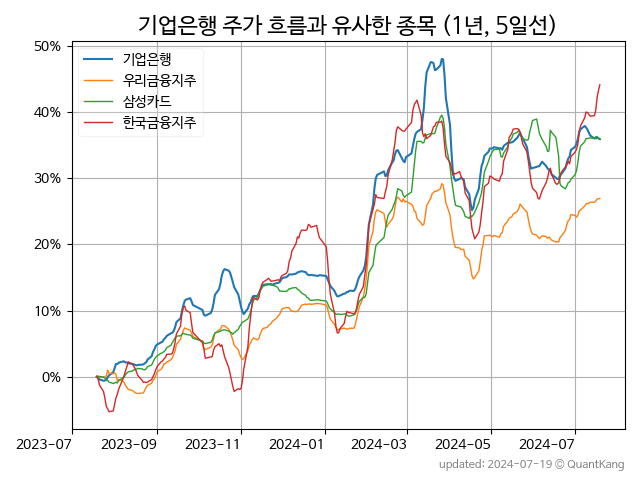 기업은행 주가 흐름과 유사한 종목 (1년, 5일선)
50%
40%
30%
20%
10%
0%
기업은행
우리금융지주
삼성카드
한국금융지주
2023-07 2023-09 2023-11 2024-01 2024-03 2024-05 2024-07
updated: 2024-07-19 © QuantKang